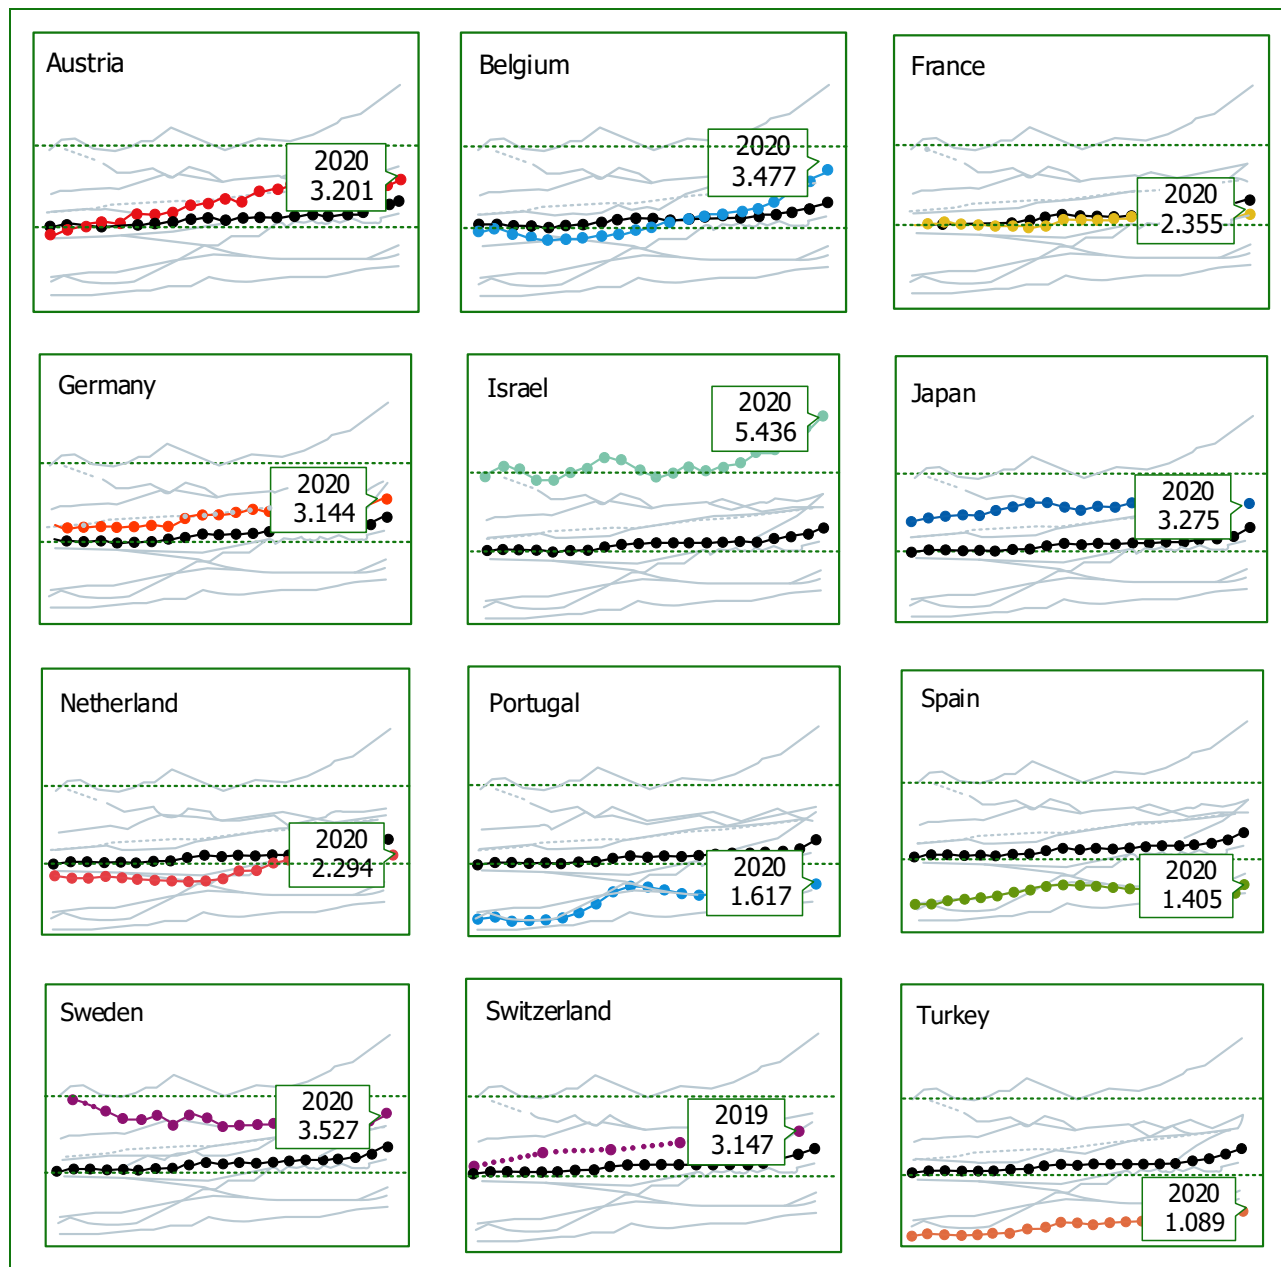 Austria
2020
3.201
Belgium
2020
3.477
France
2020
2.355
Germany
2020
3.144
Israel
2020
5.436
Japan
2020
3.275
Netherland
2020
2.294
Portugal
2020
1.617
Spain
2020
1.405
Sweden
2020
3.527
Switzerland
2019
3.147
Turkey
2020
1.089